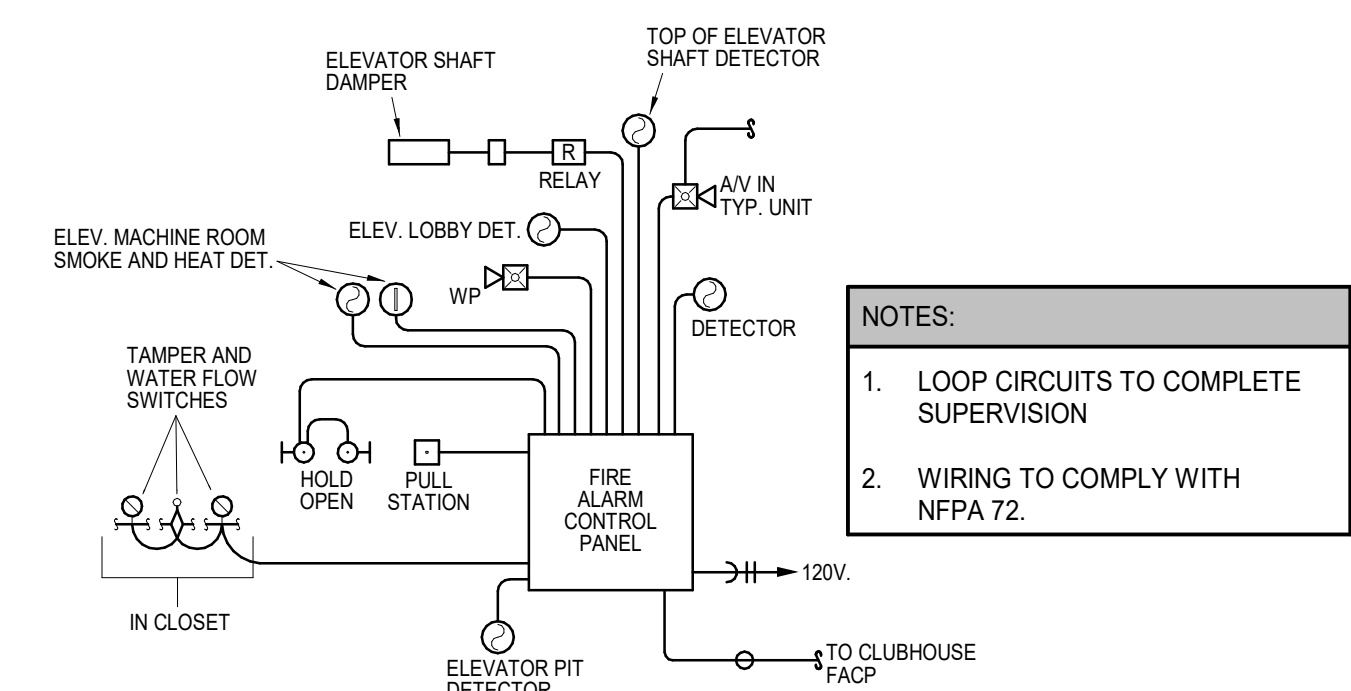 TOP OF ELEVATOR
SHAFT DETECTOR
ELEVATOR SHAFT
DAMPER
R
RELAY
A/V IN
TYP. UNIT
ELEV. LOBBY DET.
ELEV. MACHINE ROOM
SMOKE AND HEAT DET.
WP
DETECTOR
TAMPER AND
WATER FLOW
SWITCHES
HOLD
OPEN
PULL
STATION
FIRE
ALARM
CONTROL
PANEL
120V.
IN CLOSET
ELEVATOR PIT
DETECTOR
TO CLUBHOUSE
FACP
NOTES:
1. LOOP CIRCUITS TO COMPLETE
SUPERVISION
2. WIRING TO COMPLY WITH
NFPA 72.